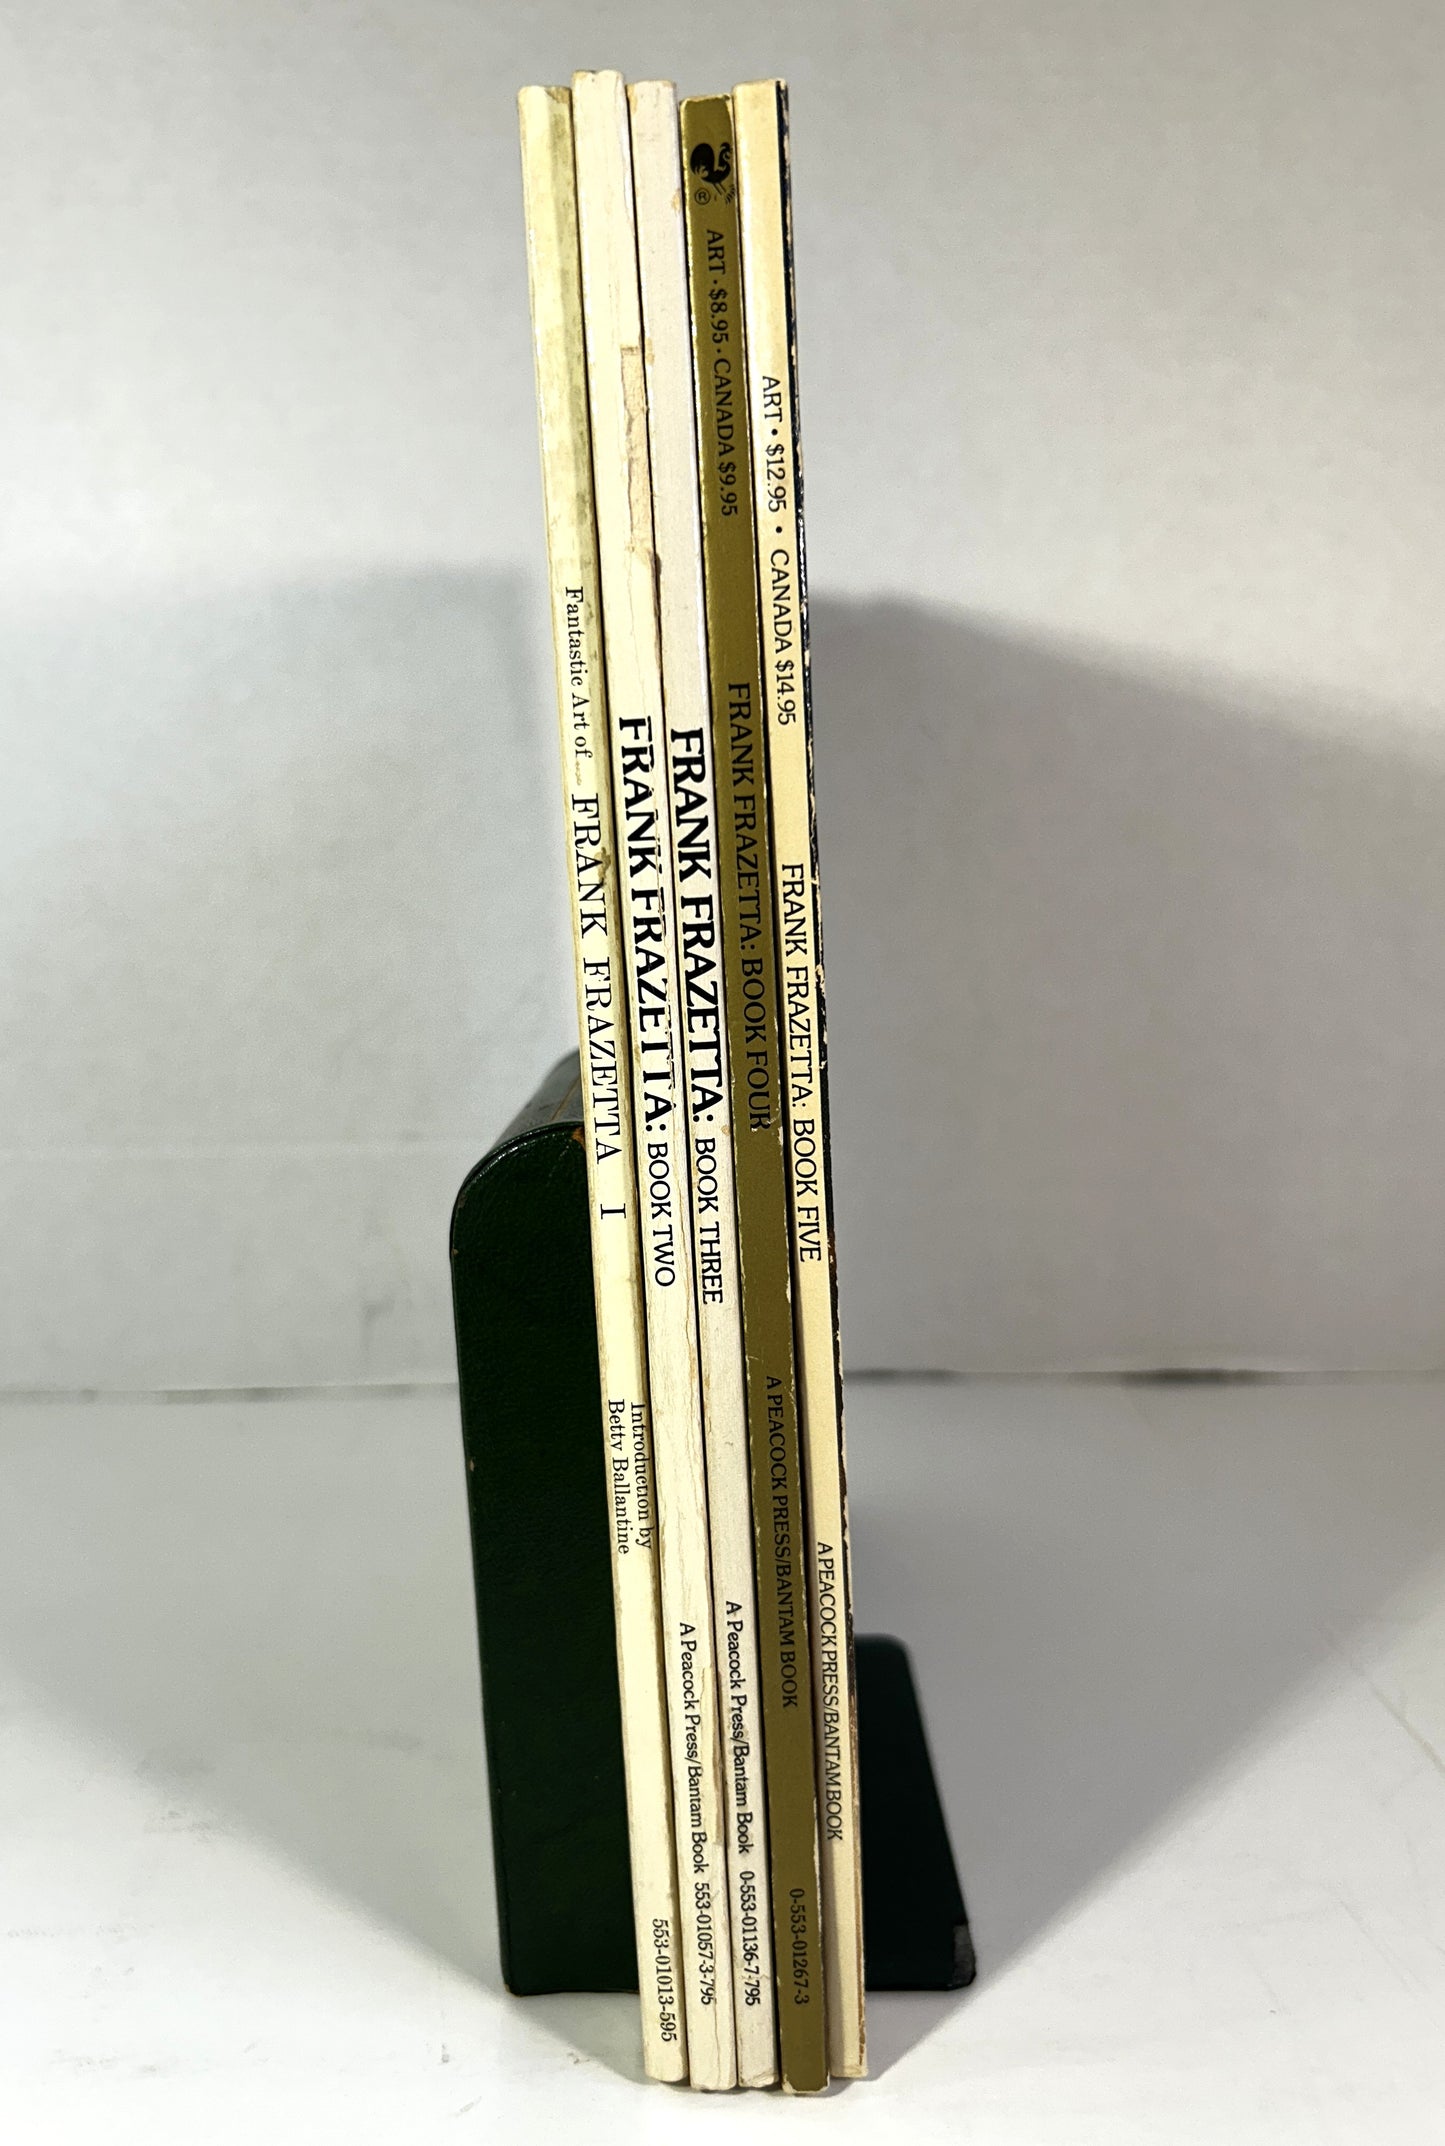 Fantastic Art of... FRANK FRAZETTA I
Introduction by
Betty Ballantine
553-01013-595
FRANK FRAZETTA: BOOK TWO
A Peacock Press/Bantam Book 553-01057-3-795
FRANK FRAZETTA: BOOK THREE
A Peacock Press/Bantam Book 0-553-01136-7-795
®
ART • $8.95 • CANADA $9.95
FRANK FRAZETTA: BOOK FOUR
A PEACOCK PRESS/BANTAM BOOK
0-553-01267-3
ART • $12.95 • CANADA $14.95
FRANK FRAZETTA: BOOK FIVE
A PEACOCK PRESS/BANTAM BOOK